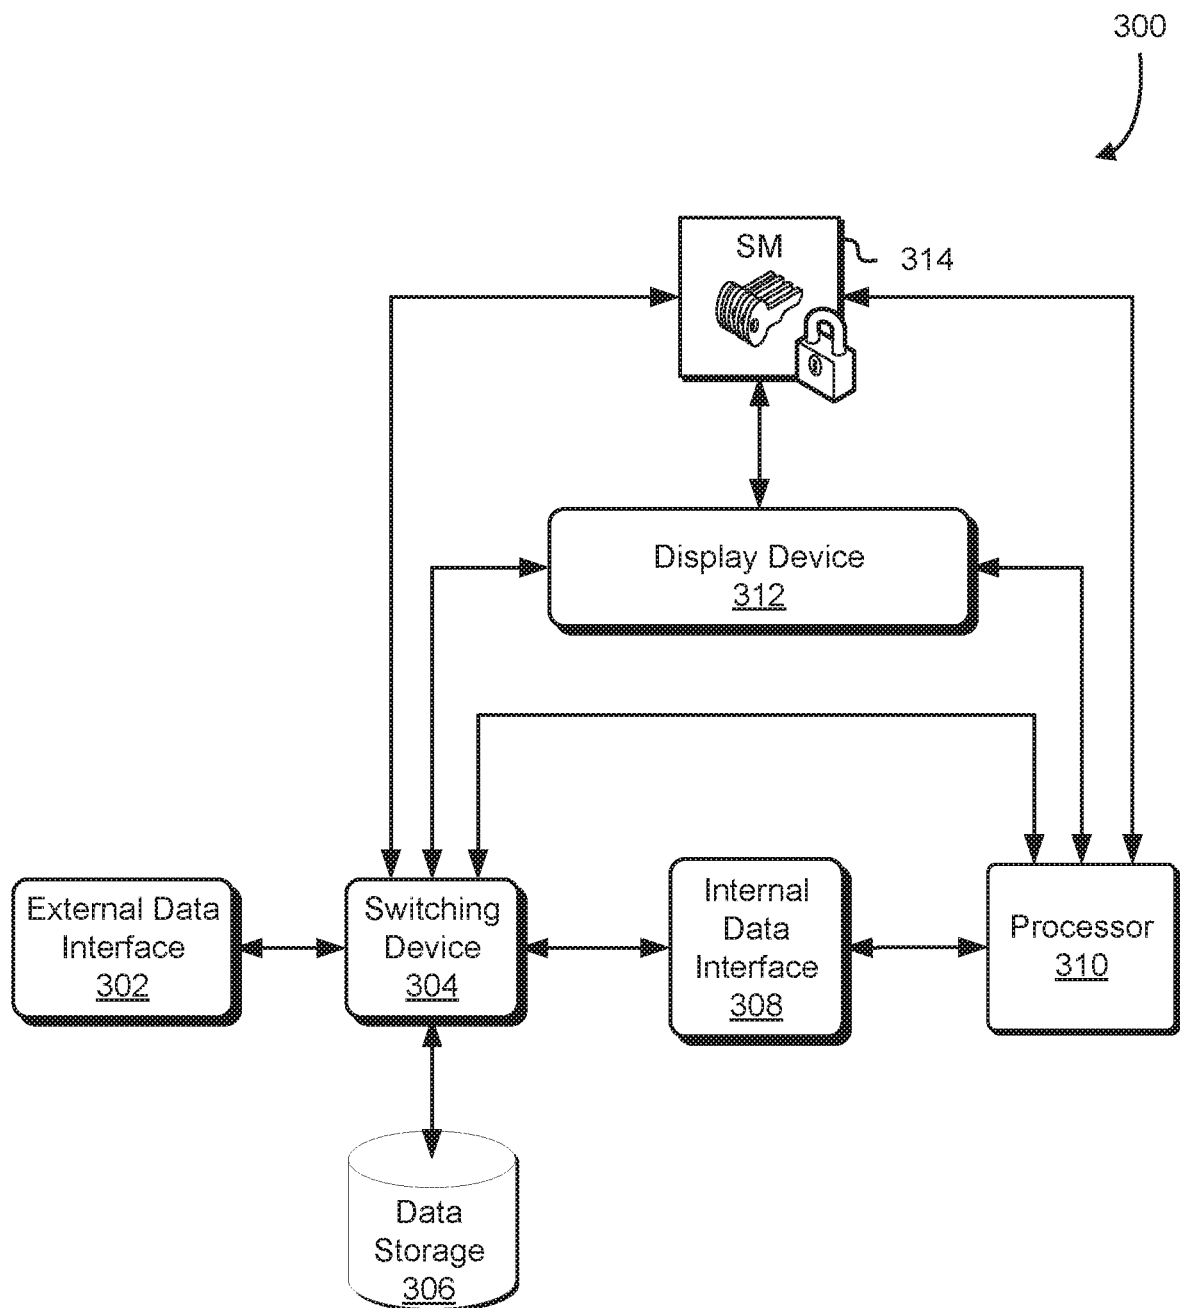 300
SM
314
Display Device
312
External Data
Interface
302
Switching
Device
304
Internal
Data
Interface
308
Processor
310
Data
Storage
306